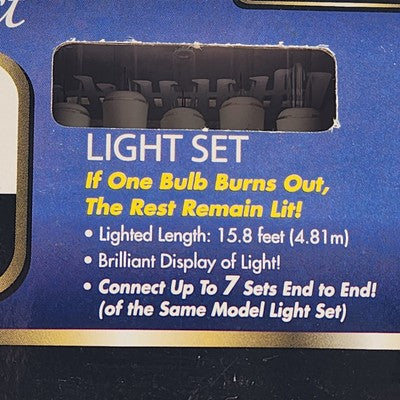 LIGHT SET
If One Bulb Burns Out,
The Rest Remain Lit!
• Lighted Length: 15.8 feet (4.81m)
• Brilliant Display of Light!
• Connect Up To 7 Sets End to End!
(of the Same Model Light Set)